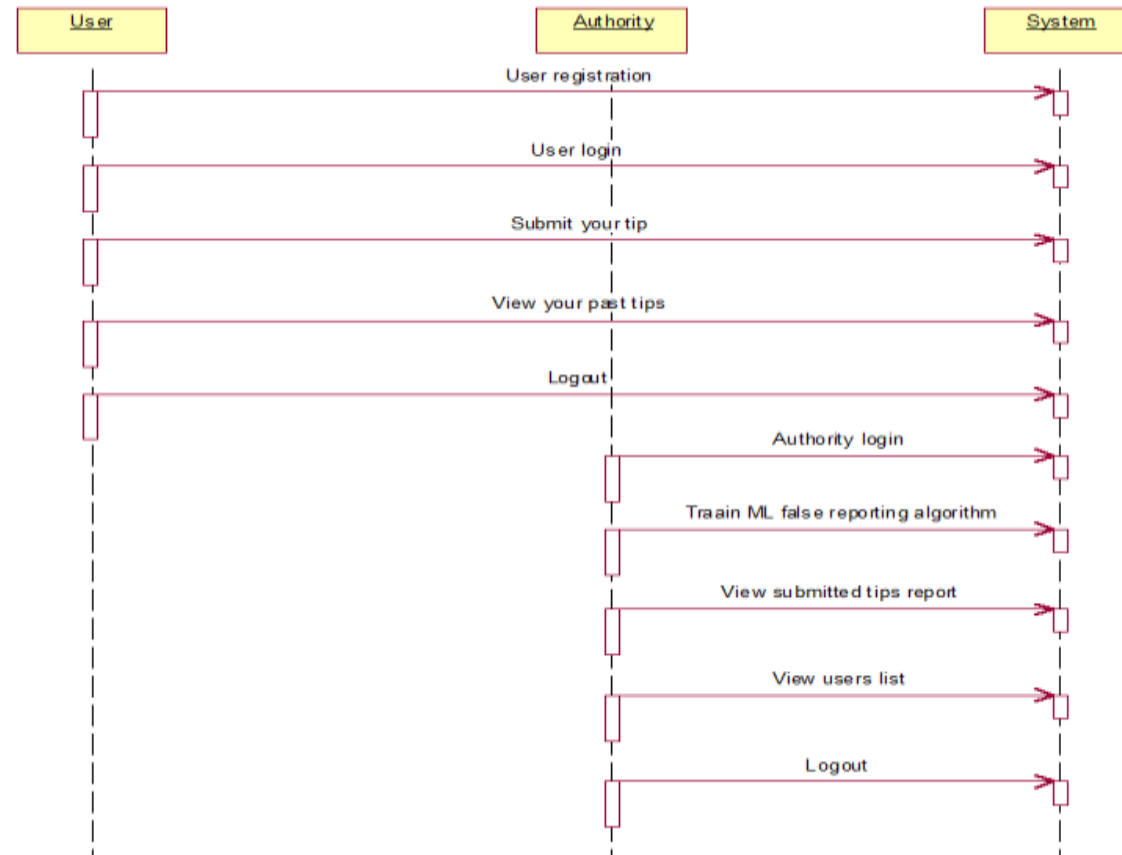 User
Authority
System
User registration
User login
Submit your tip
View your past tips
Logout
Authority login
Traain ML false reporting algorithm
View submitted tips report
View users list
Logout